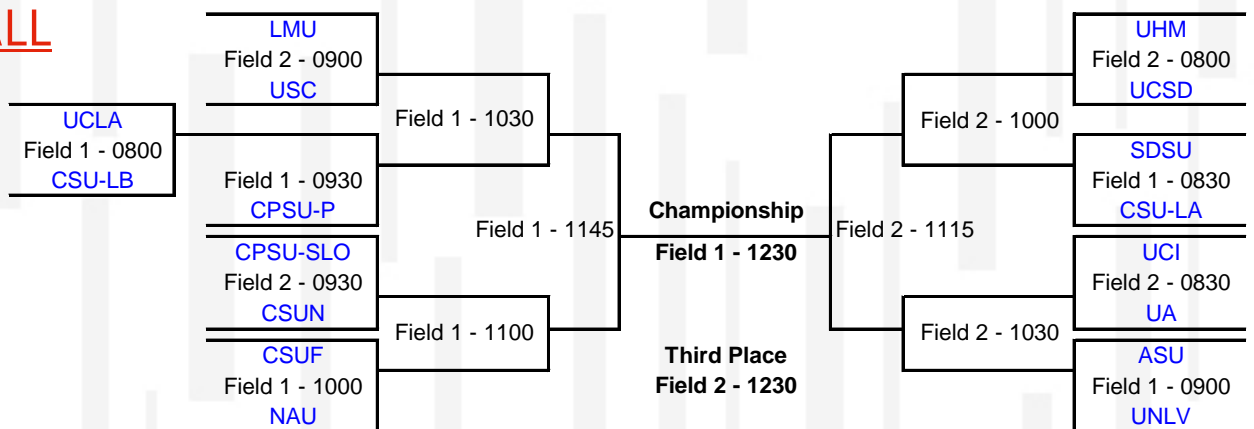 ALL
LMU
Field 2 - 0900
USC
UCLA
Field 1 - 0800
CSU-LB
Field 1 - 0930
CPSU-P
CPSU-SLO
Field 2 - 0930
CSUN
CSUF
Field 1 - 1000
NAU
Field 1 - 1030
Field 1 - 1100
Field 1 - 1145
Championship
Field 1 - 1230
Third Place
Field 2 - 1230
Field 2 - 1115
Field 2 - 1000
Field 2 - 1030
UHM
Field 2 - 0800
UCSD
SDSU
Field 1 - 0830
CSU-LA
UCI
Field 2 - 0830
UA
ASU
Field 1 - 0900
UNLV